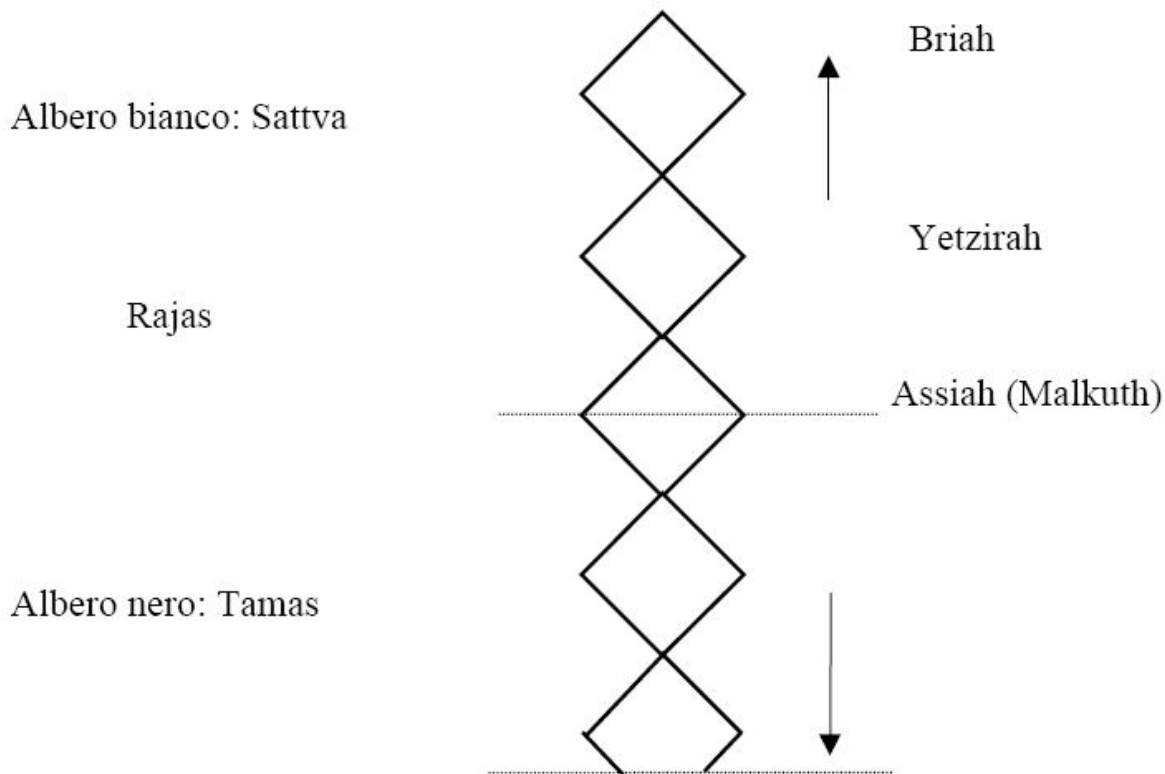 Briah
Albero bianco: Sattva
Yetzirah
Rajas
Assiah (Malkuth)
Albero nero: Tamas